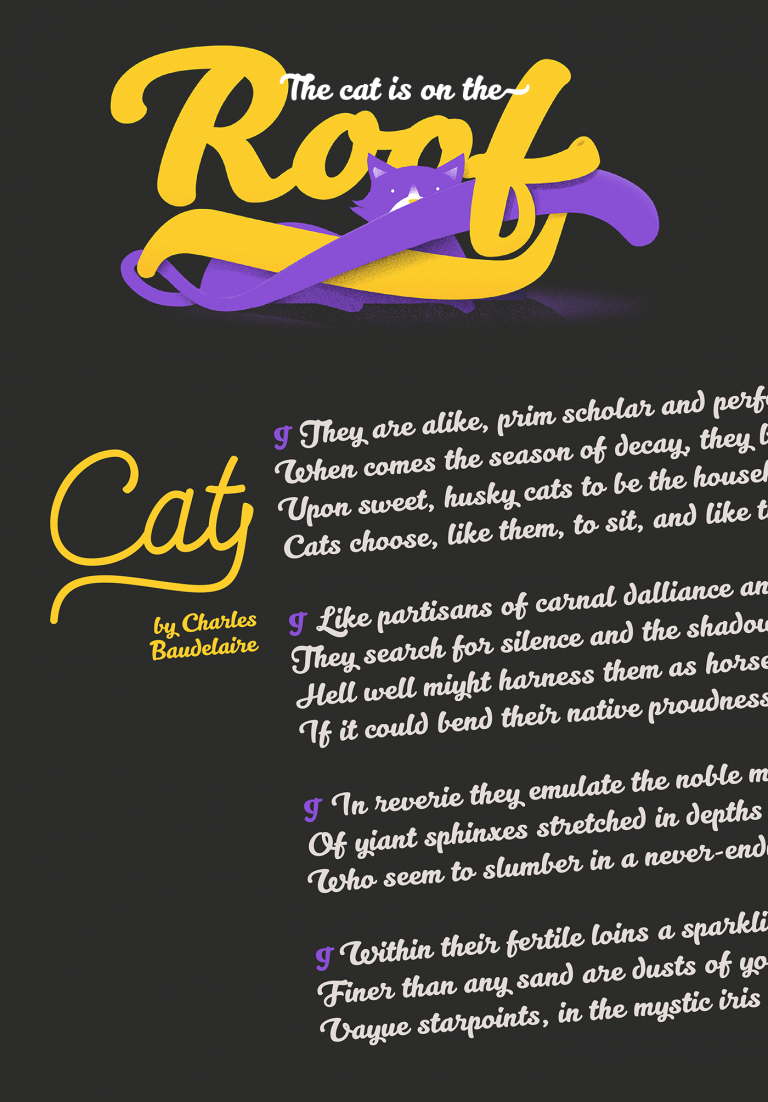 The cat is on the~
Roof
Cats
by Charles
Baudelaire
¶ They are alike, prim scholar and perf
When comes the season of decay, they
Upon sweet, husky cats to be the househ
Cats choose, like them, to sit, and like t
¶ Like partisans of carnal dalliance an
They search for silence and the shadow
Hell well might harness them as horse
If it could bend their native proudness
¶ In reverie they emulate the noble m
Of giant sphinxes stretched in depths
Who seem to slumber in a never-end
¶ Within their fertile loins a sparkli
Finer than any sand are dusts of go
Vague starpoints, in the mystic iris